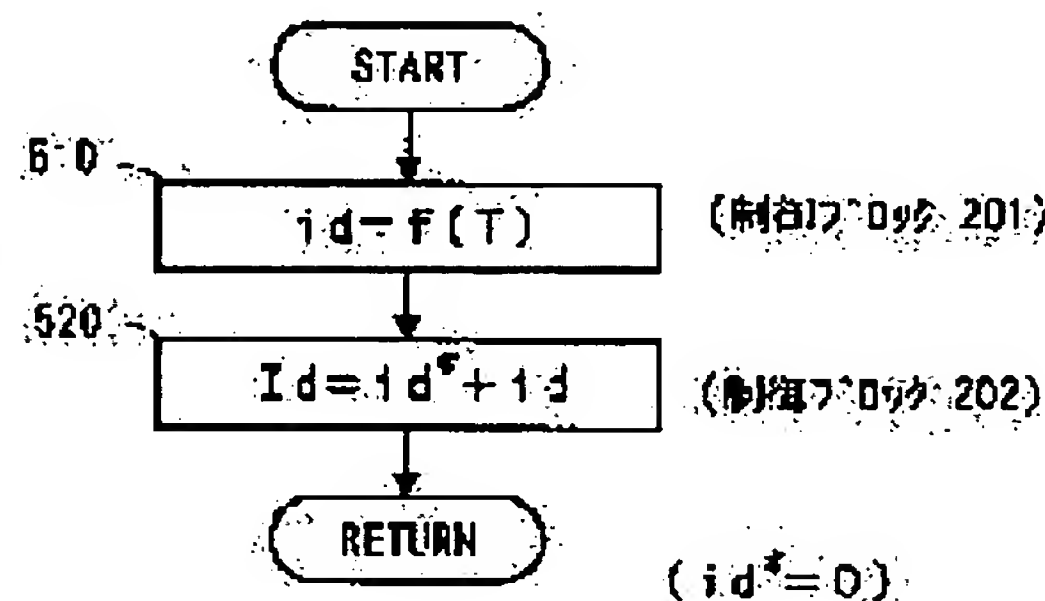 START
id=f(T)
(制御ブロック 201)
520
Id=id*+id
(制御ブロック 202)
RETURN
(id*=0)